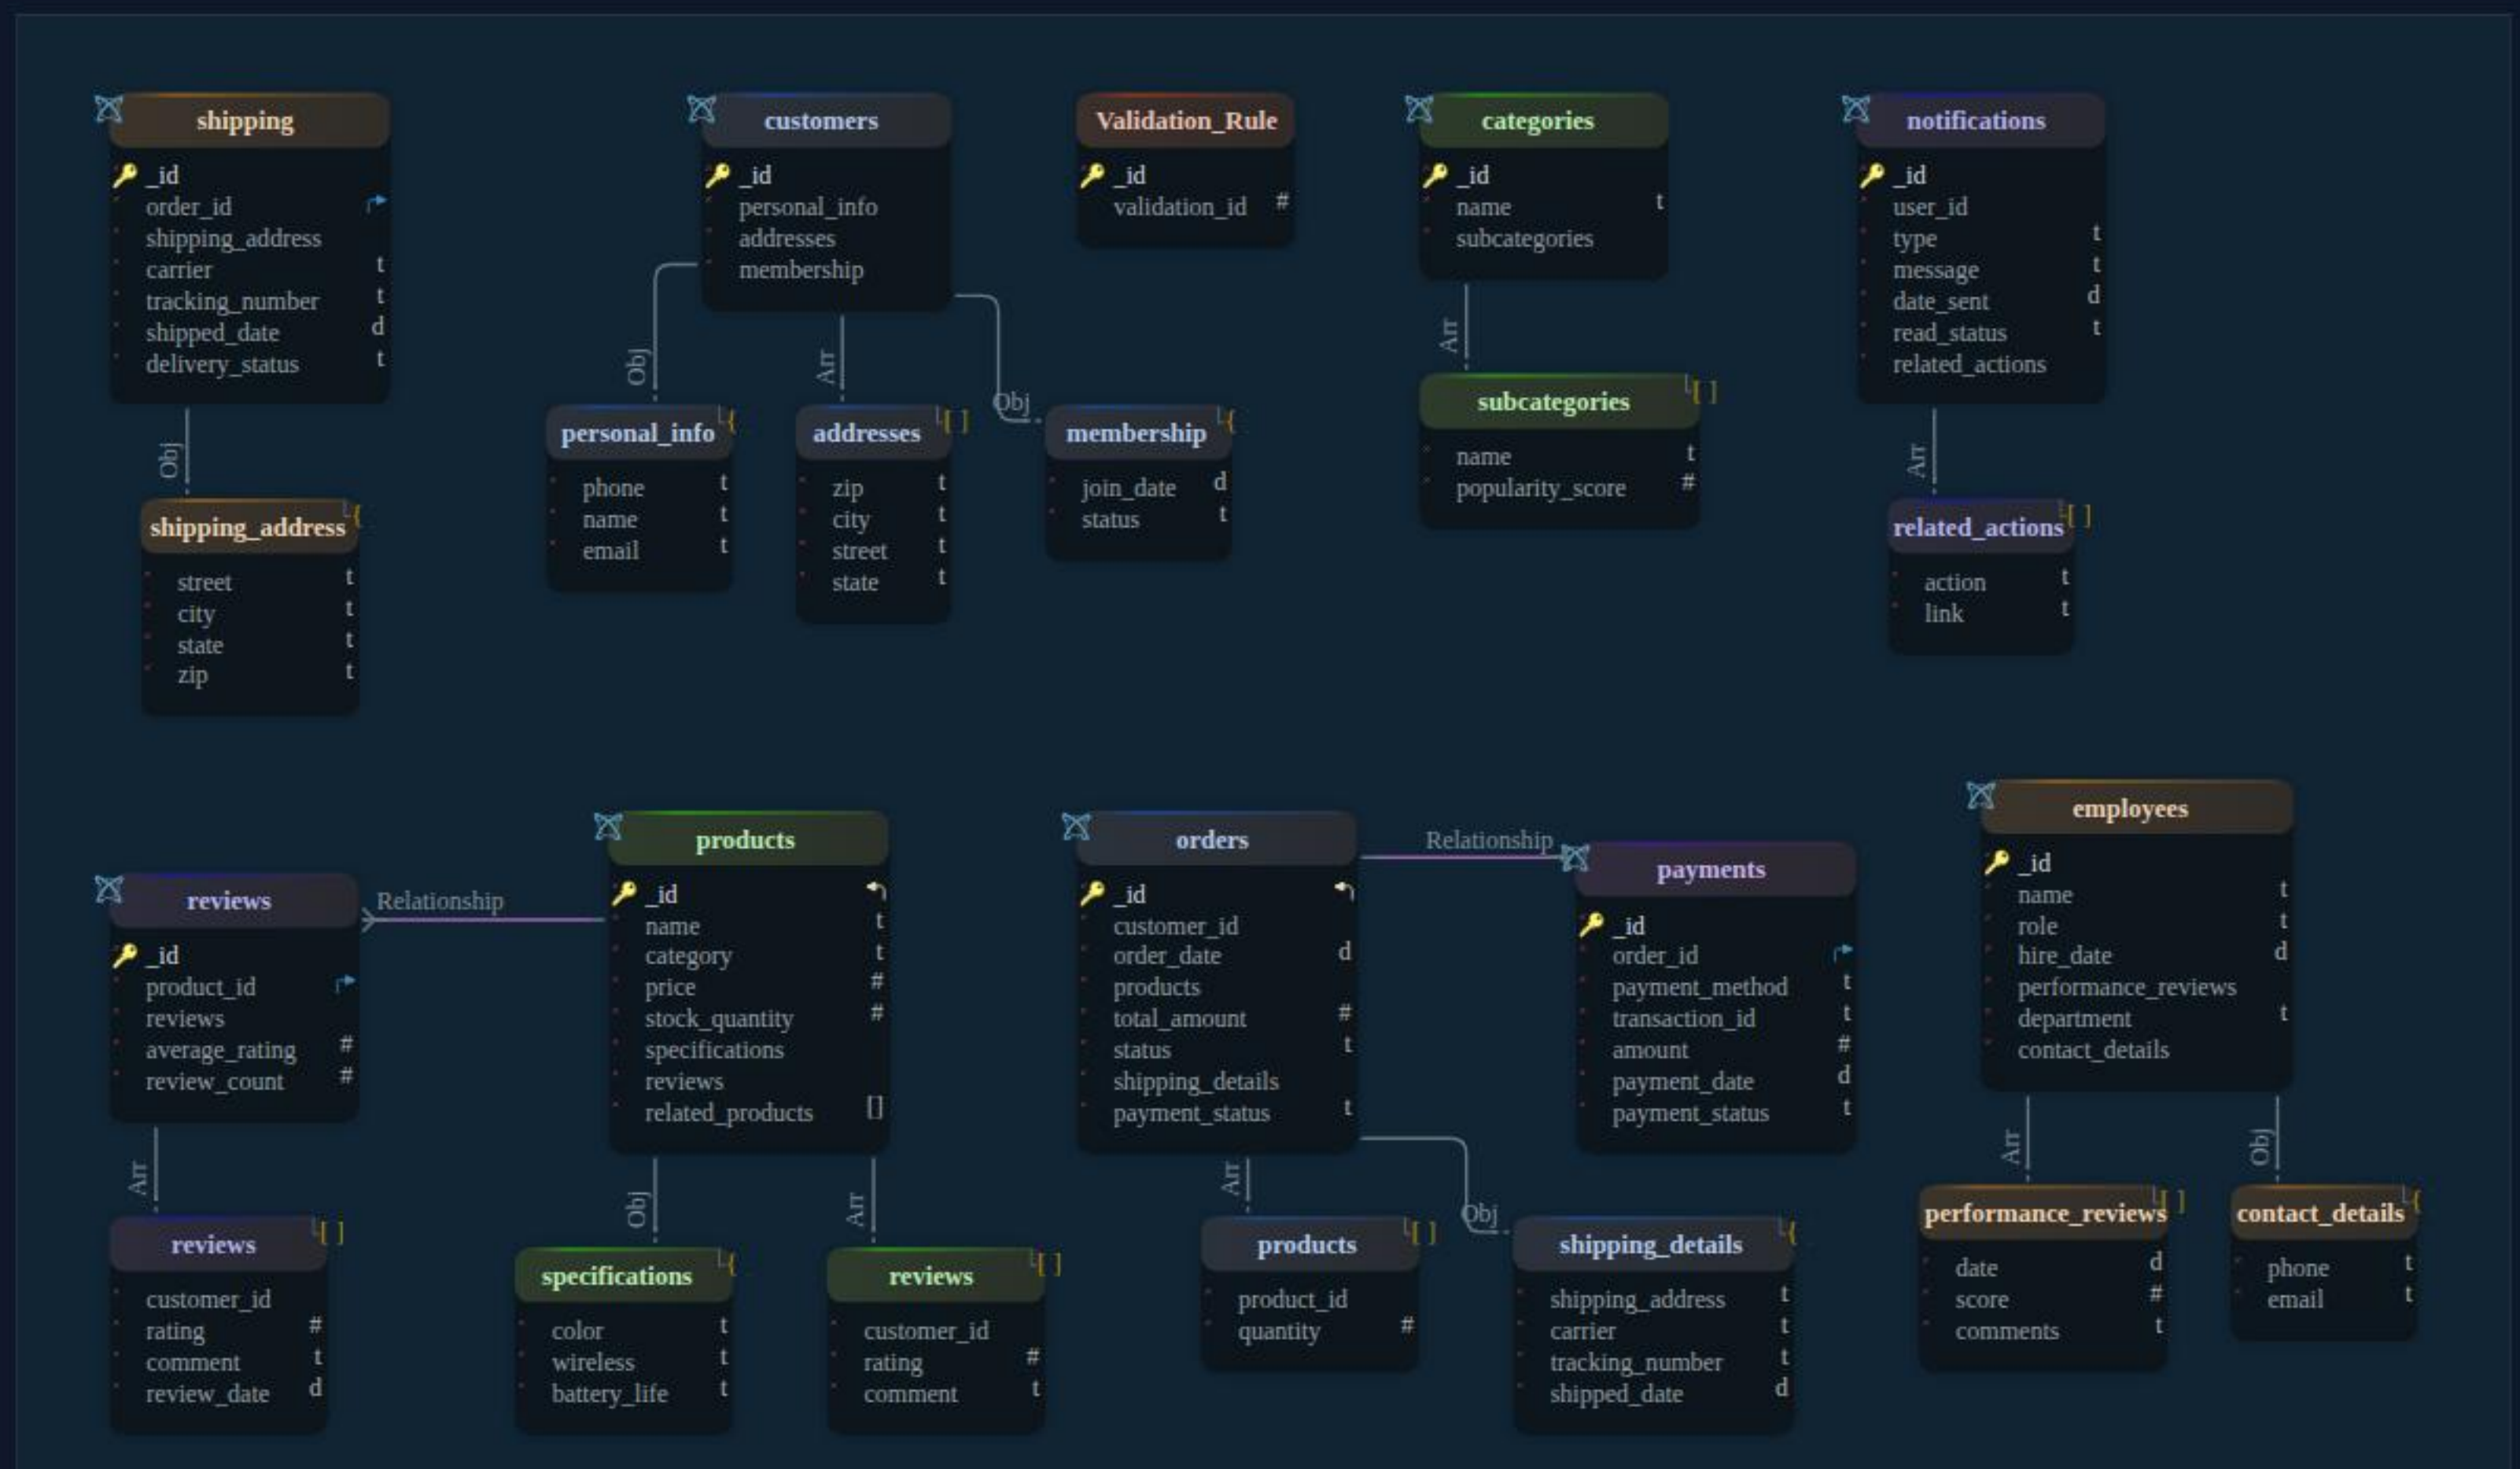 shipping
_id
order_id
shipping_address
carrier t
tracking_number t
shipped_date d
delivery_status t
Obj
shipping_address {
street t
city t
state t
zip t
customers
_id
personal_info
addresses
membership
Obj
Arr
Obj
personal_info {
phone t
name t
email t
addresses [ ]
zip t
city t
street t
state t
membership {
join_date d
status t
Validation_Rule
_id
validation_id #
categories
_id
name t
subcategories
Arr
subcategories [ ]
name t
popularity_score #
notifications
_id
user_id
type t
message t
date_sent d
read_status t
related_actions
Arr
related_actions [ ]
action t
link t
reviews
_id
product_id
reviews
average_rating #
review_count #
Relationship
Arr
reviews [ ]
customer_id
rating #
comment t
review_date d
products
_id
name t
category t
price #
stock_quantity #
specifications
reviews
related_products []
Obj
Arr
specifications {
color t
wireless t
battery_life t
reviews [ ]
customer_id
rating #
comment t
orders
_id
customer_id
order_date d
products
total_amount #
status t
shipping_details
payment_status t
Relationship
Arr
Obj
products [ ]
product_id
quantity #
shipping_details {
shipping_address t
carrier t
tracking_number t
shipped_date d
payments
_id
order_id
payment_method t
transaction_id t
amount #
payment_date d
payment_status t
employees
_id
name t
role t
hire_date d
performance_reviews
department t
contact_details
Arr
Obj
performance_reviews [ ]
date d
score #
comments t
contact_details {
phone t
email t